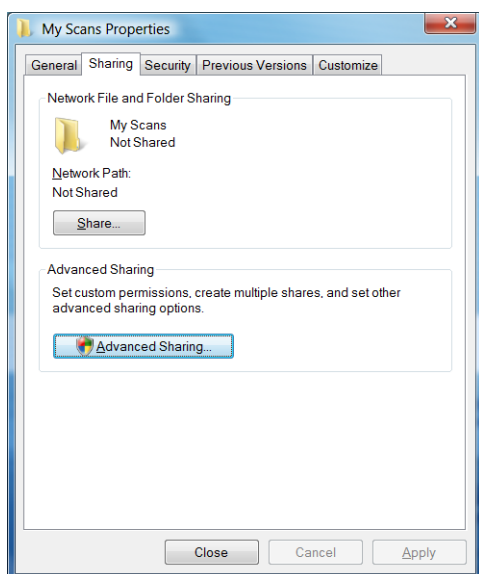 My Scans Properties
General Sharing Security Previous Versions Customize
Network File and Folder Sharing
My Scans
Not Shared
Network Path:
Not Shared
Share...
Advanced Sharing
Set custom permissions, create multiple shares, and set other
advanced sharing options.
Advanced Sharing...
Close Cancel Apply